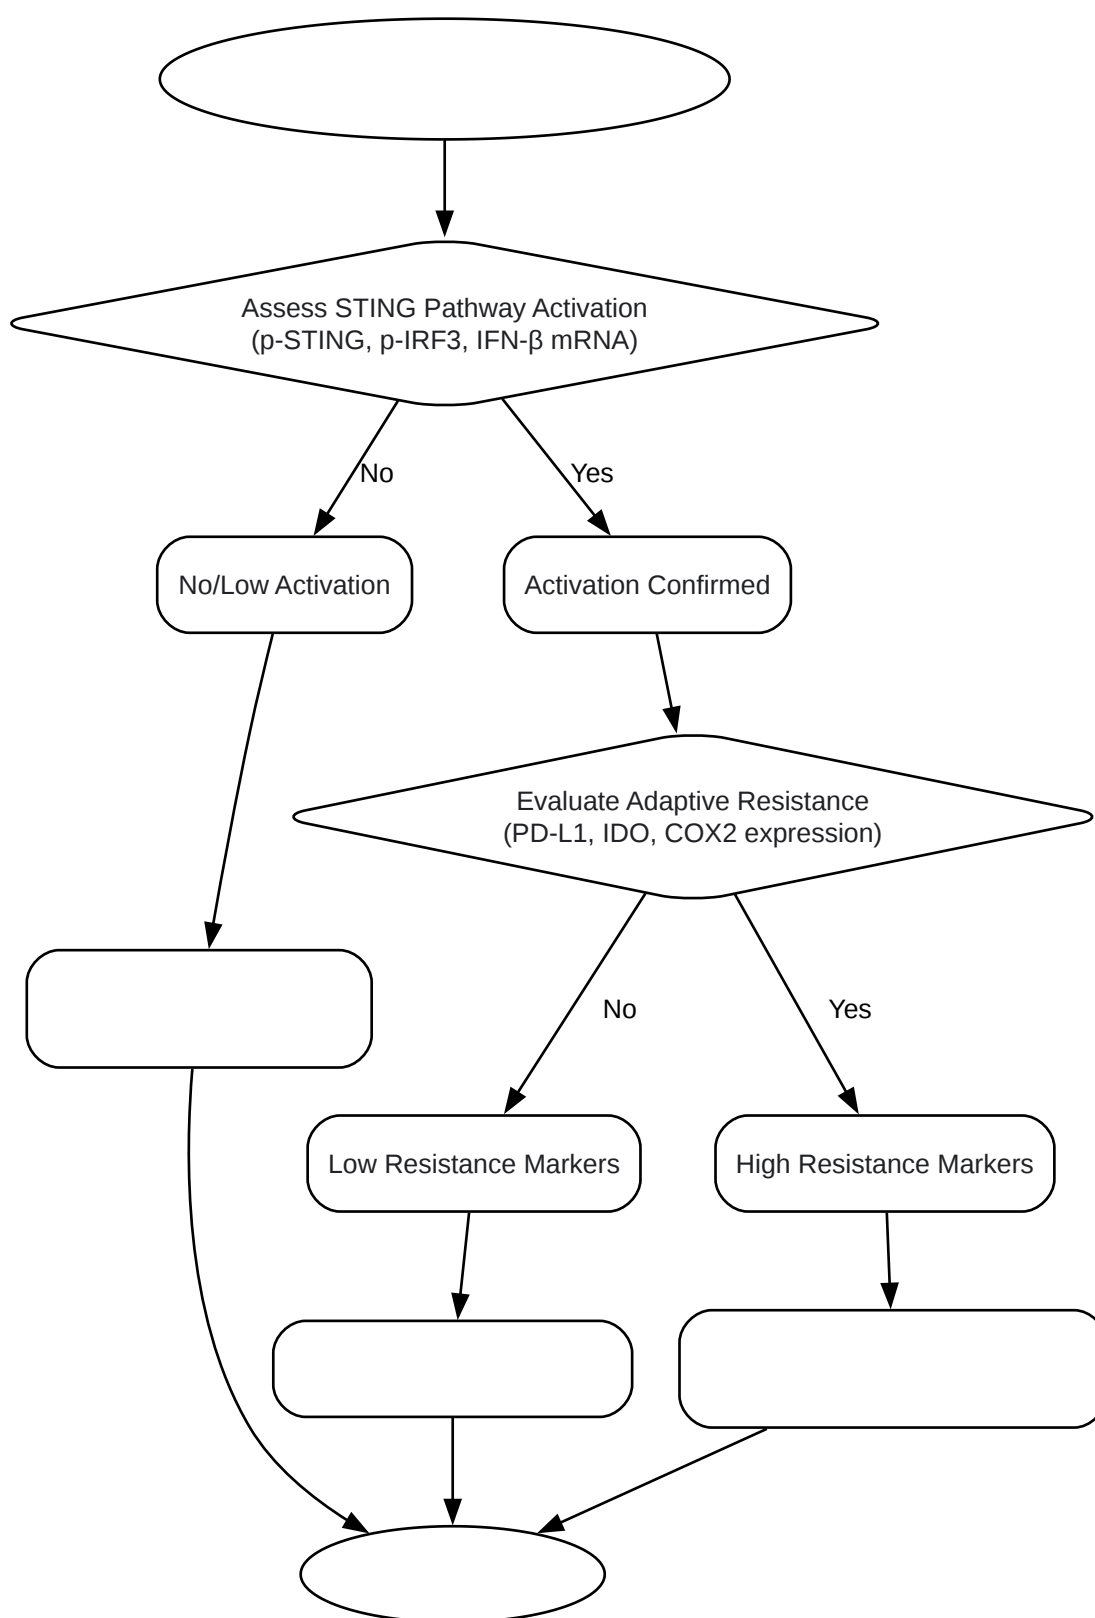 Assess STING Pathway Activation
(p-STING, p-IRF3, IFN-β mRNA)
No
Yes
No/Low Activation
Activation Confirmed
Evaluate Adaptive Resistance
(PD-L1, IDO, COX2 expression)
No
Yes
Low Resistance Markers
High Resistance Markers